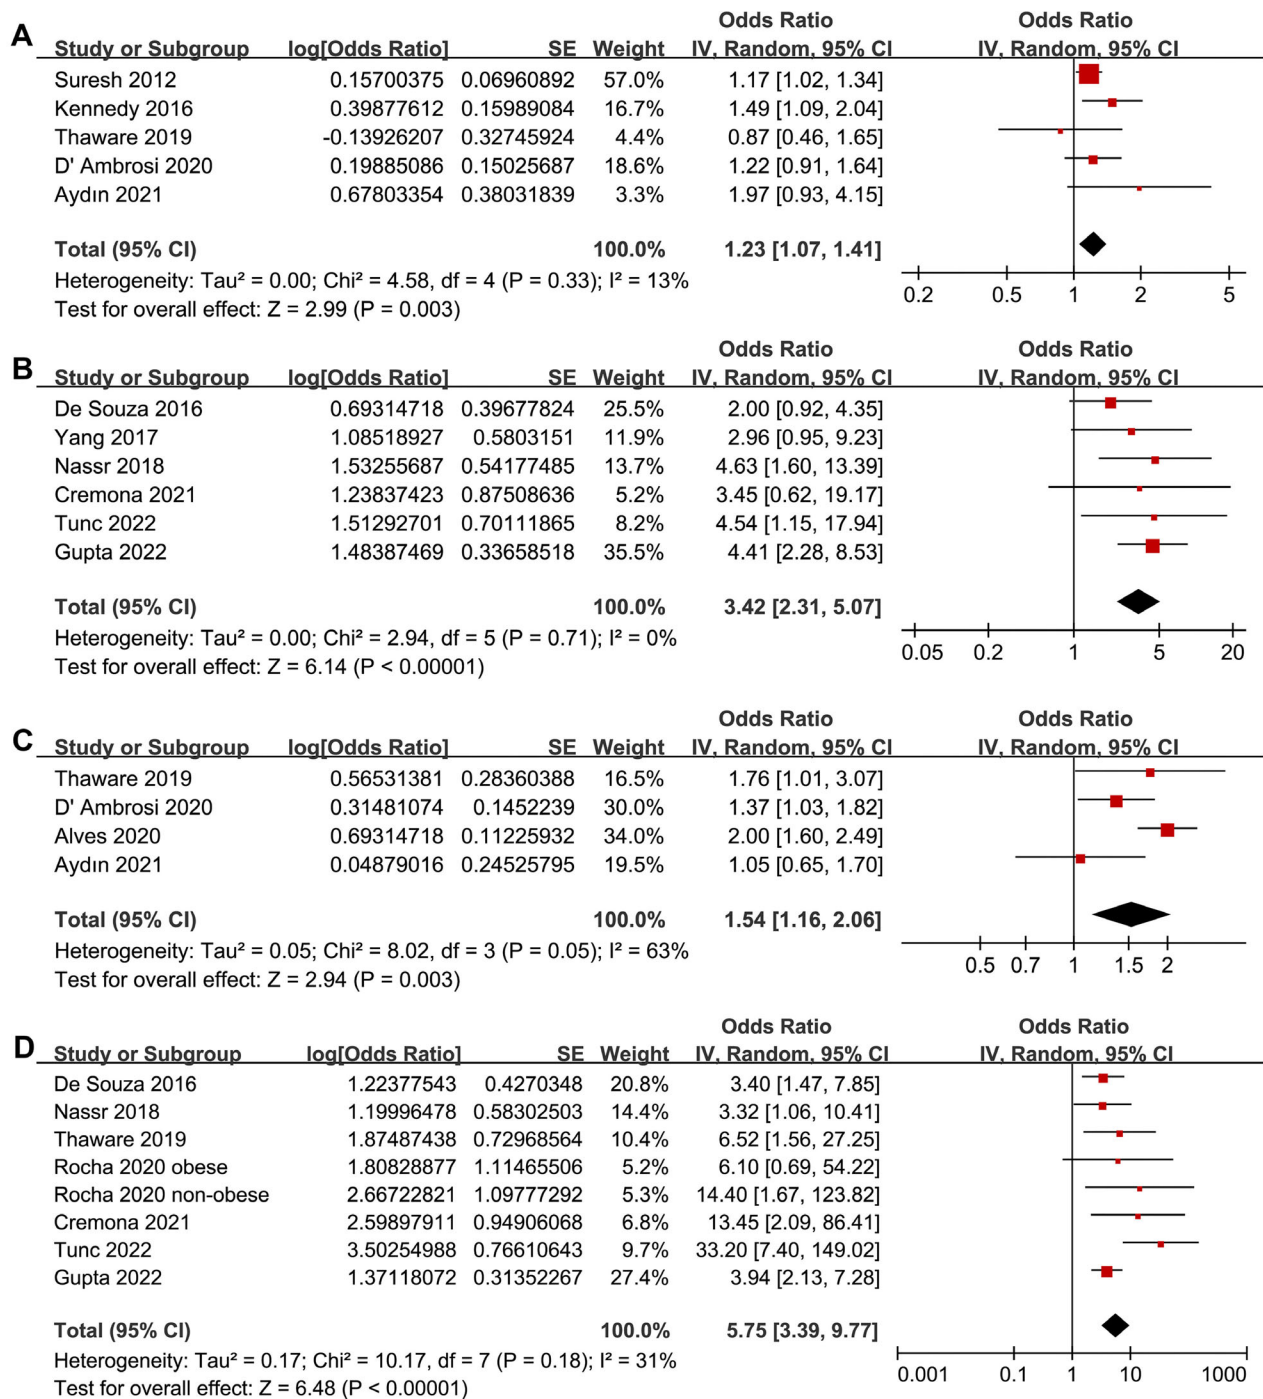 A
Odds Ratio Odds Ratio
Study or Subgroup log[Odds Ratio] SE Weight IV, Random, 95% CI IV, Random, 95% CI
Suresh 2012 0.15700375 0.06960892 57.0% 1.17 [1.02, 1.34]
Kennedy 2016 0.39877612 0.15989084 16.7% 1.49 [1.09, 2.04]
Thaware 2019 -0.13926207 0.32745924 4.4% 0.87 [0.46, 1.65]
D' Ambrosi 2020 0.19885086 0.15025687 18.6% 1.22 [0.91, 1.64]
Aydın 2021 0.67803354 0.38031839 3.3% 1.97 [0.93, 4.15]
Total (95% CI) 100.0% 1.23 [1.07, 1.41]
Heterogeneity: Tau² = 0.00; Chi² = 4.58, df = 4 (P = 0.33); I² = 13%
0.2 0.5 1 2 5
Test for overall effect: Z = 2.99 (P = 0.003)
B
Odds Ratio Odds Ratio
Study or Subgroup log[Odds Ratio] SE Weight IV, Random, 95% CI IV, Random, 95% CI
De Souza 2016 0.69314718 0.39677824 25.5% 2.00 [0.92, 4.35]
Yang 2017 1.08518927 0.5803151 11.9% 2.96 [0.95, 9.23]
Nassr 2018 1.53255687 0.54177485 13.7% 4.63 [1.60, 13.39]
Cremona 2021 1.23837423 0.87508636 5.2% 3.45 [0.62, 19.17]
Tunc 2022 1.51292701 0.70111865 8.2% 4.54 [1.15, 17.94]
Gupta 2022 1.48387469 0.33658518 35.5% 4.41 [2.28, 8.53]
Total (95% CI) 100.0% 3.42 [2.31, 5.07]
Heterogeneity: Tau² = 0.00; Chi² = 2.94, df = 5 (P = 0.71); I² = 0%
0.05 0.2 1 5 20
Test for overall effect: Z = 6.14 (P < 0.00001)
C
Odds Ratio Odds Ratio
Study or Subgroup log[Odds Ratio] SE Weight IV, Random, 95% CI IV, Random, 95% CI
Thaware 2019 0.56531381 0.28360388 16.5% 1.76 [1.01, 3.07]
D' Ambrosi 2020 0.31481074 0.1452239 30.0% 1.37 [1.03, 1.82]
Alves 2020 0.69314718 0.11225932 34.0% 2.00 [1.60, 2.49]
Aydın 2021 0.04879016 0.24525795 19.5% 1.05 [0.65, 1.70]
Total (95% CI) 100.0% 1.54 [1.16, 2.06]
Heterogeneity: Tau² = 0.05; Chi² = 8.02, df = 3 (P = 0.05); I² = 63%
0.5 0.7 1 1.5 2
Test for overall effect: Z = 2.94 (P = 0.003)
D
Odds Ratio Odds Ratio
Study or Subgroup log[Odds Ratio] SE Weight IV, Random, 95% CI IV, Random, 95% CI
De Souza 2016 1.22377543 0.4270348 20.8% 3.40 [1.47, 7.85]
Nassr 2018 1.19996478 0.58302503 14.4% 3.32 [1.06, 10.41]
Thaware 2019 1.87487438 0.72968564 10.4% 6.52 [1.56, 27.25]
Rocha 2020 obese 1.80828877 1.11465506 5.2% 6.10 [0.69, 54.22]
Rocha 2020 non-obese 2.66722821 1.09777292 5.3% 14.40 [1.67, 123.82]
Cremona 2021 2.59897911 0.94906068 6.8% 13.45 [2.09, 86.41]
Tunc 2022 3.50254988 0.76610643 9.7% 33.20 [7.40, 149.02]
Gupta 2022 1.37118072 0.31352267 27.4% 3.94 [2.13, 7.28]
Total (95% CI) 100.0% 5.75 [3.39, 9.77]
Heterogeneity: Tau² = 0.17; Chi² = 10.17, df = 7 (P = 0.18); I² = 31%
0.001 0.1 1 10 1000
Test for overall effect: Z = 6.48 (P < 0.00001)